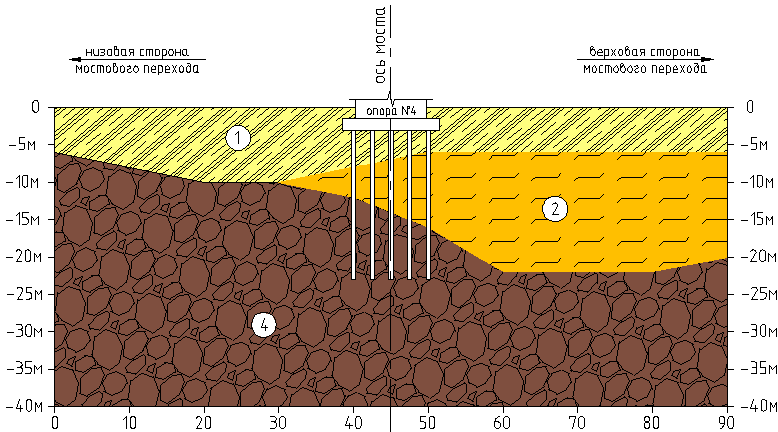 ось моста
низовая сторона
мостового перехода
верховая сторона
мостового перехода
опора №4
0
-5м
-10м
-15м
-20м
-25м
-30м
-35м
-40м
0
-5м
-10м
-15м
-20м
-25м
-30м
-35м
-40м
1
2
4
0 10 20 30 40 50 60 70 80 90